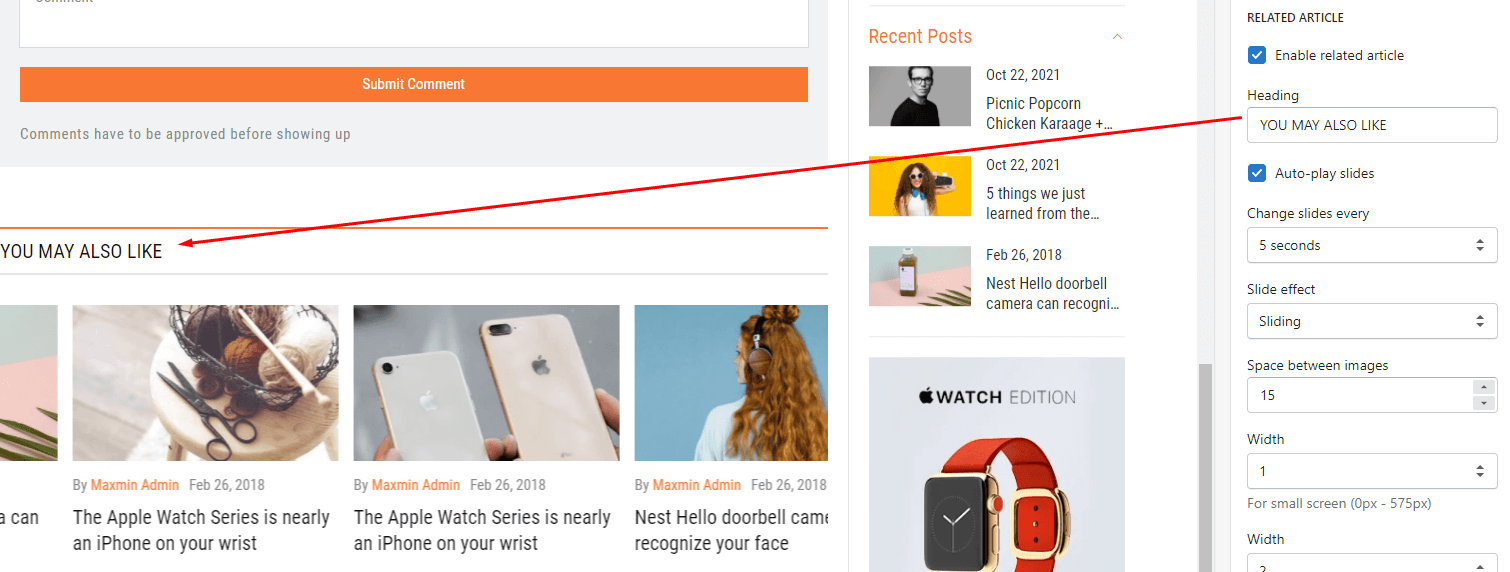 Submit Comment
Comments have to be approved before showing up
YOU MAY ALSO LIKE
a can
By Maxmin Admin Feb 26, 2018
The Apple Watch Series is nearly
an iPhone on your wrist
By Maxmin Admin Feb 26, 2018
The Apple Watch Series is nearly
an iPhone on your wrist
By Maxmin Admin Feb 26, 2018
Nest Hello doorbell came
recognize your face
Recent Posts
Oct 22, 2021
Picnic Popcorn
Chicken Karaage +…
Oct 22, 2021
5 things we just
learned from the…
Feb 26, 2018
Nest Hello doorbell
camera can recogni…
WATCH EDITION
RELATED ARTICLE
Enable related article
Heading
YOU MAY ALSO LIKE
Auto-play slides
Change slides every
5 seconds
Slide effect
Sliding
Space between images
15
Width
1
For small screen (0px - 575px)
Width
2